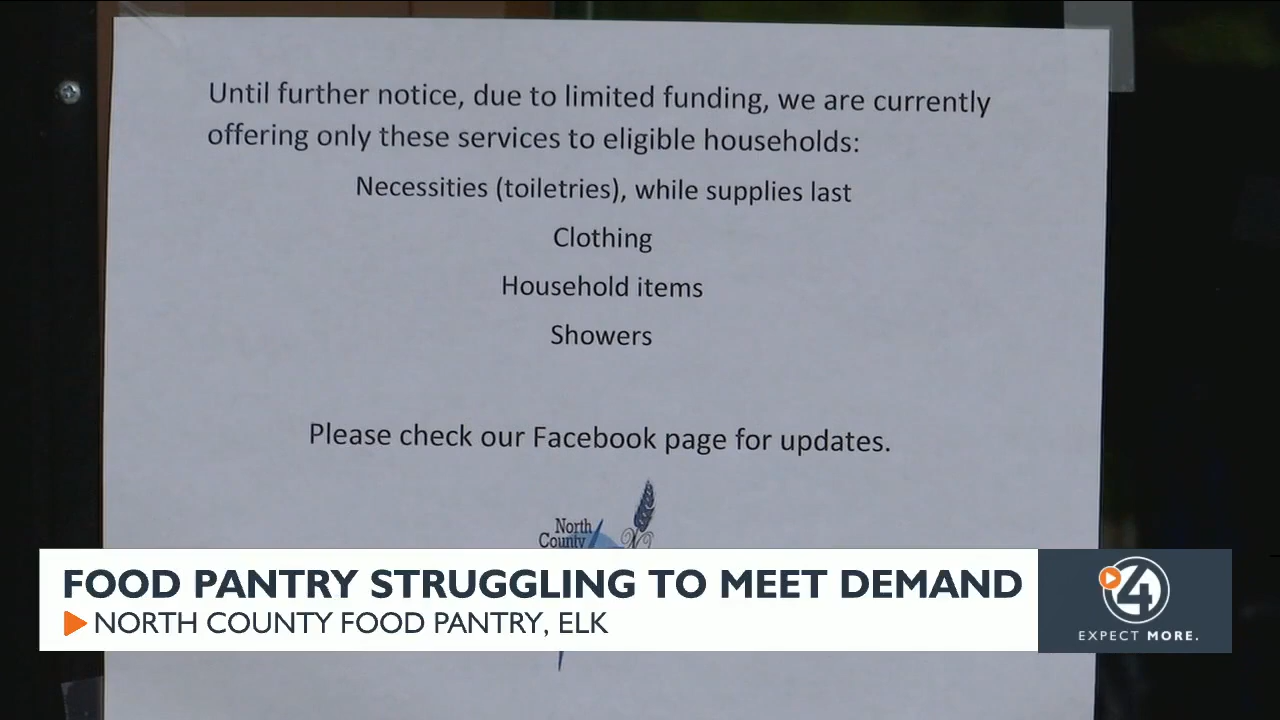 Until further notice, due to limited funding, we are currently
offering only these services to eligible households:
Necessities (toiletries), while supplies last
Clothing
Household items
Showers
Please check our Facebook page for updates.
North
County
FOOD PANTRY STRUGGLING TO MEET DEMAND
NORTH COUNTY FOOD PANTRY, ELK
4
EXPECT MORE.